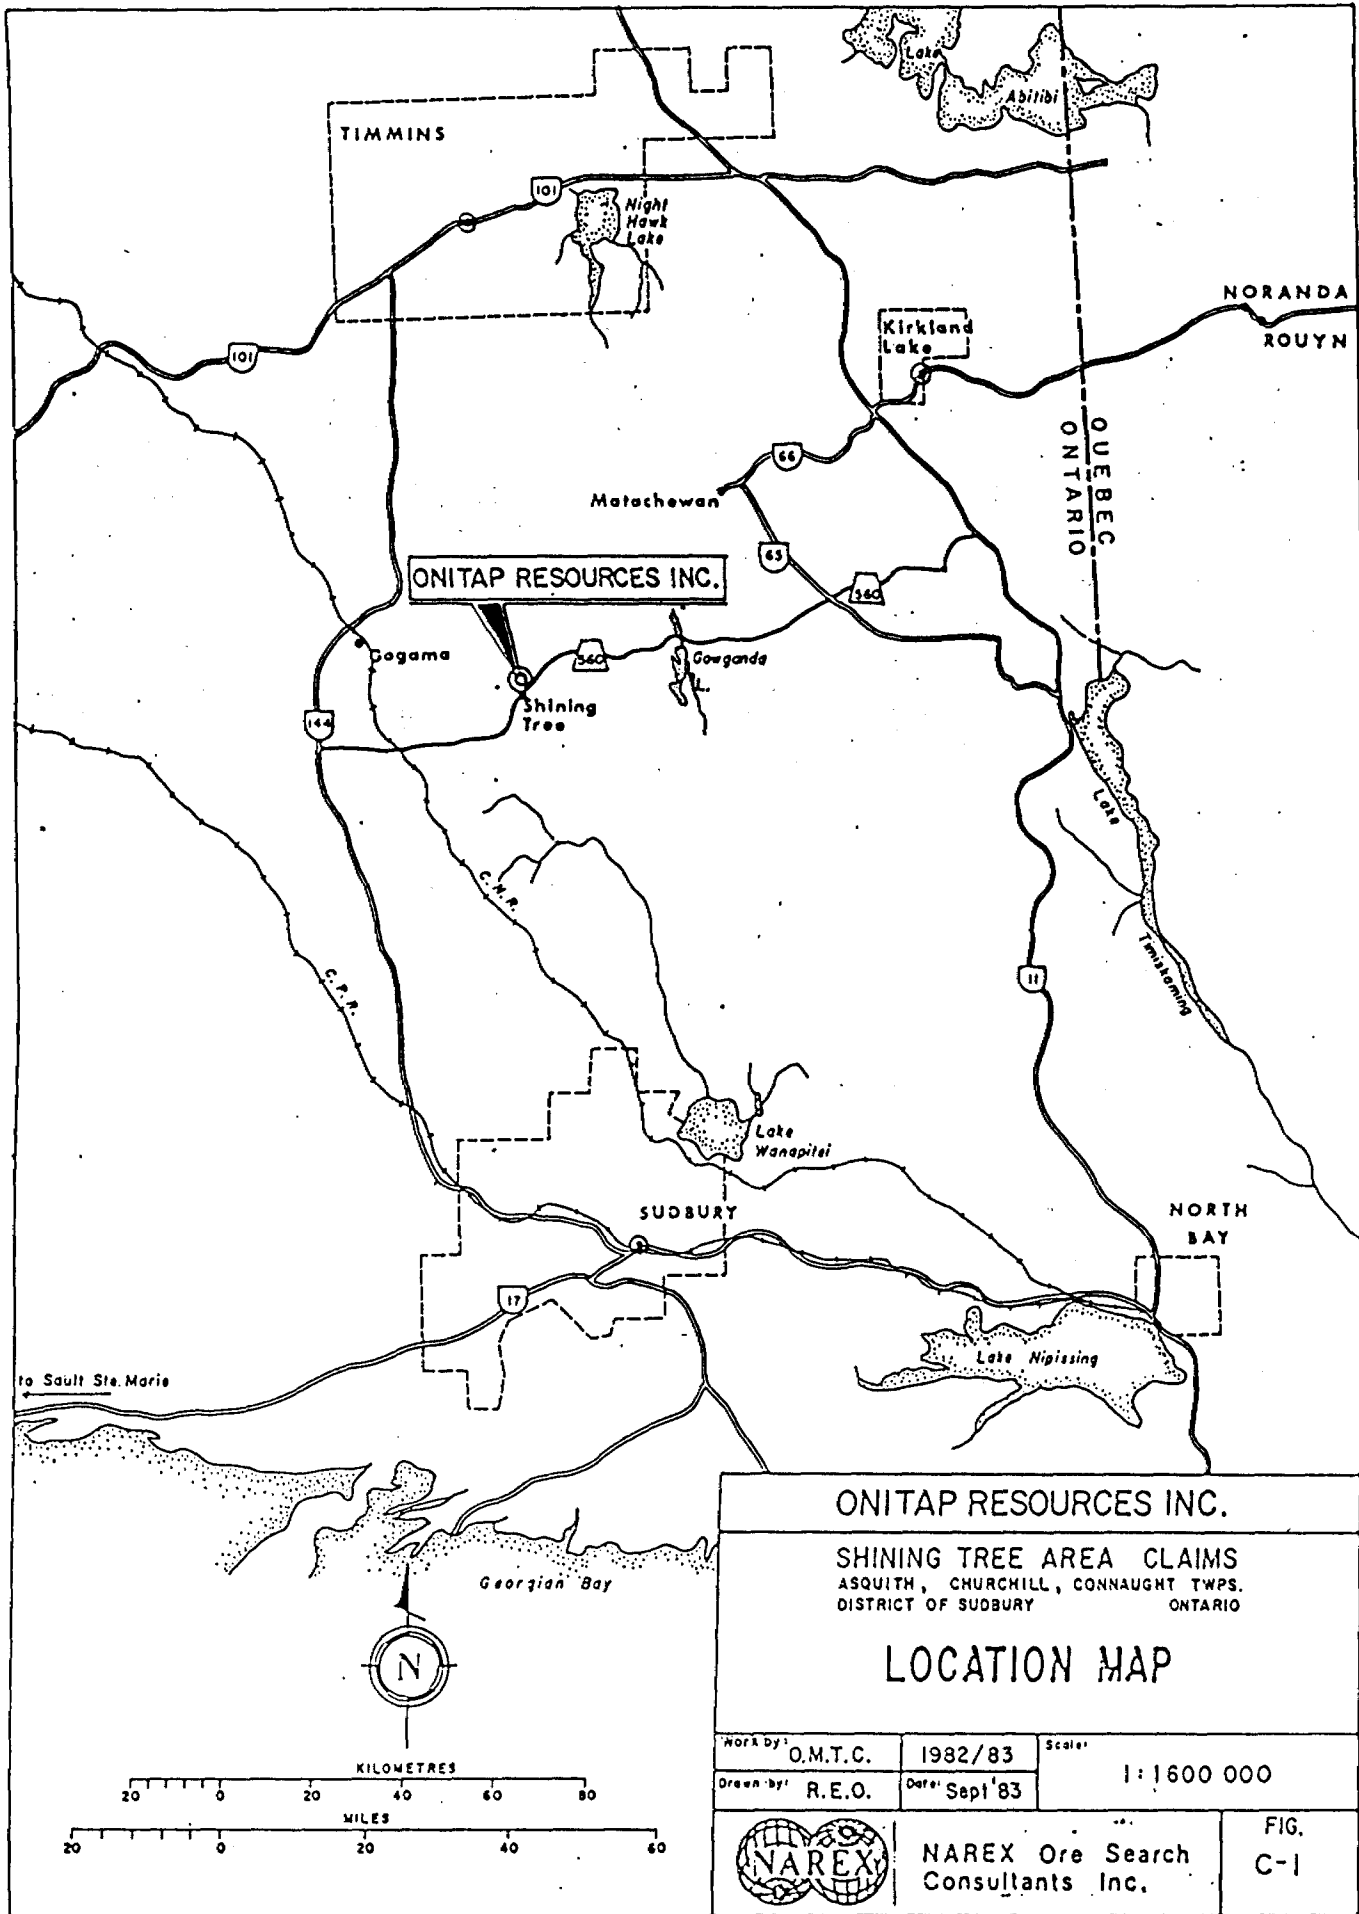 Lake
Abitibi
TIMMINS
101
Night
Hawk
Lake
NORANDA
ROUYN
Kirkland
Lake
101
QUEBEC
ONTARIO
66
Matachewan
65
ONITAP RESOURCES INC.
560
560
Gogama
Gowganda
L.
Shining
Tree
144
Lake
Timiskaming
C.N.R.
C.P.R.
11
Lake
Wanapitei
SUDBURY
NORTH
BAY
17
Lake Nipissing
to Sault Ste. Marie
Georgian Bay
N
KILOMETRES
20 0 20 40 60 80
MILES
20 0 20 40 60
ONITAP RESOURCES INC.
SHINING TREE AREA CLAIMS
ASQUITH, CHURCHILL, CONNAUGHT TWPS.
DISTRICT OF SUDBURY ONTARIO
LOCATION MAP
Work by: O.M.T.C. 1982/83 Scale: 1:1600 000
Drawn by: R.E.O. Date: Sept '83
NAREX
NAREX Ore Search
Consultants Inc.
FIG.
C-1